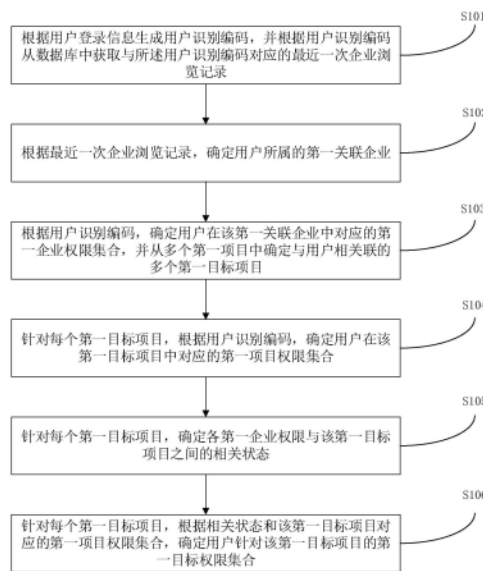 S101
根据用户登录信息生成用户识别编码，并根据用户识别编码
从数据库中获取与所述用户识别编码对应的最近一次企业浏
览记录
S102
根据最近一次企业浏览记录，确定用户所属的第一关联企业
S103
根据用户识别编码，确定用户在该第一关联企业中对应的第
一企业权限集合，并从多个第一项目中确定与用户相关联的
多个第一目标项目
S104
针对每个第一目标项目，根据用户识别编码，确定用户在该
第一目标项目中对应的第一项目权限集合
S105
针对每个第一目标项目，确定各第一企业权限与该第一目标
项目之间的相关状态
S106
针对每个第一目标项目，根据相关状态和该第一目标项目对
应的第一项目权限集合，确定用户针对该第一目标项目的第
一目标权限集合